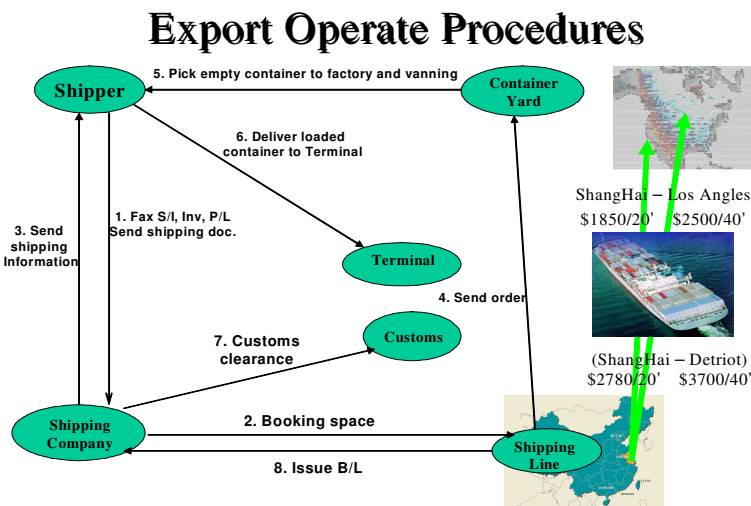 Export Operate Procedures
5. Pick empty container to factory and vanning
Shipper
Container
Yard
6. Deliver loaded
container to Terminal
ShangHai – Los Angles
$1850/20’ $2500/40’
1. Fax S/I, Inv, P/L
Send shipping doc.
3. Send
shipping
Information
Terminal
4. Send order
7. Customs
clearance
Customs
(ShangHai – Detriot)
$2780/20’ $3700/40’
Shipping
Company
2. Booking space
Shipping
Line
8. Issue B/L